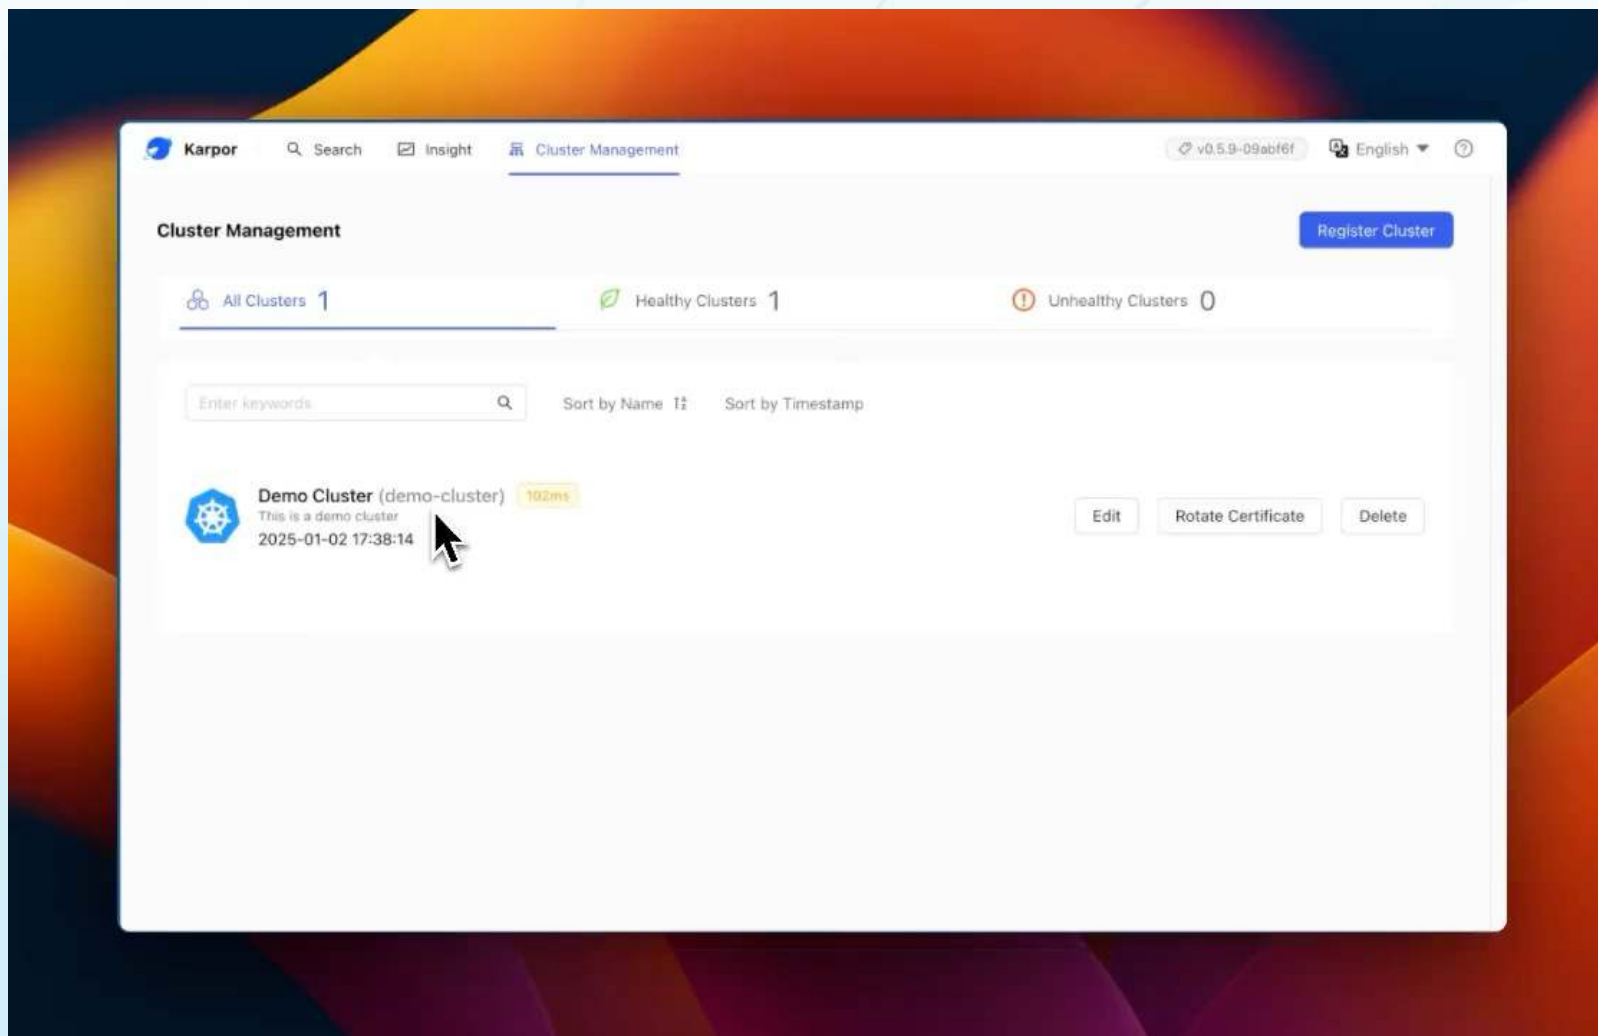 Karpor Search Insight Cluster Management v0.5.9-09abf6f English
Cluster Management Register Cluster
All Clusters 1 Healthy Clusters 1 Unhealthy Clusters 0
Enter keywords Sort by Name Sort by Timestamp
Demo Cluster (demo-cluster) 102ms
This is a demo cluster
2025-01-02 17:38:14
Edit Rotate Certificate Delete